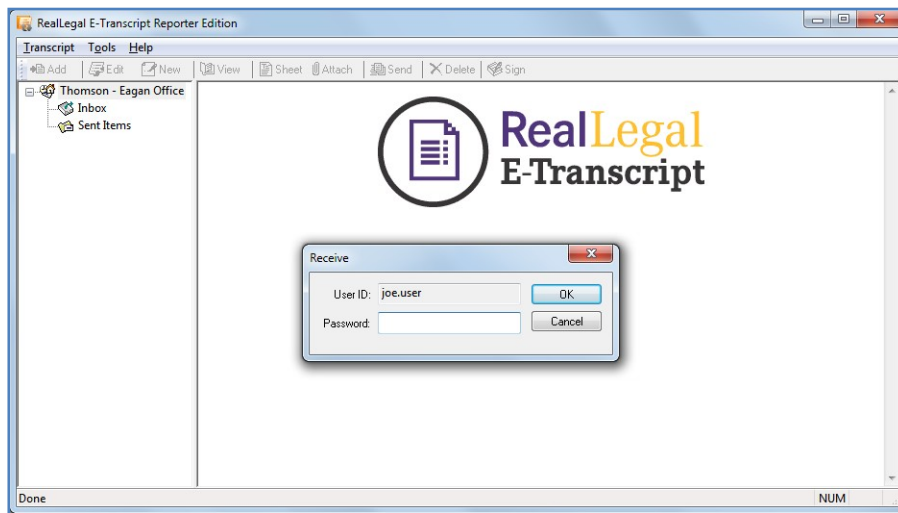 RealLegal E-Transcript Reporter Edition
Transcript Tools Help
Add Edit New View Sheet Attach Send Delete Sign
Thomson - Eagan Office
Inbox
Sent Items
RealLegal
E-Transcript
Receive
User ID: joe.user OK
Password: Cancel
Done NUM